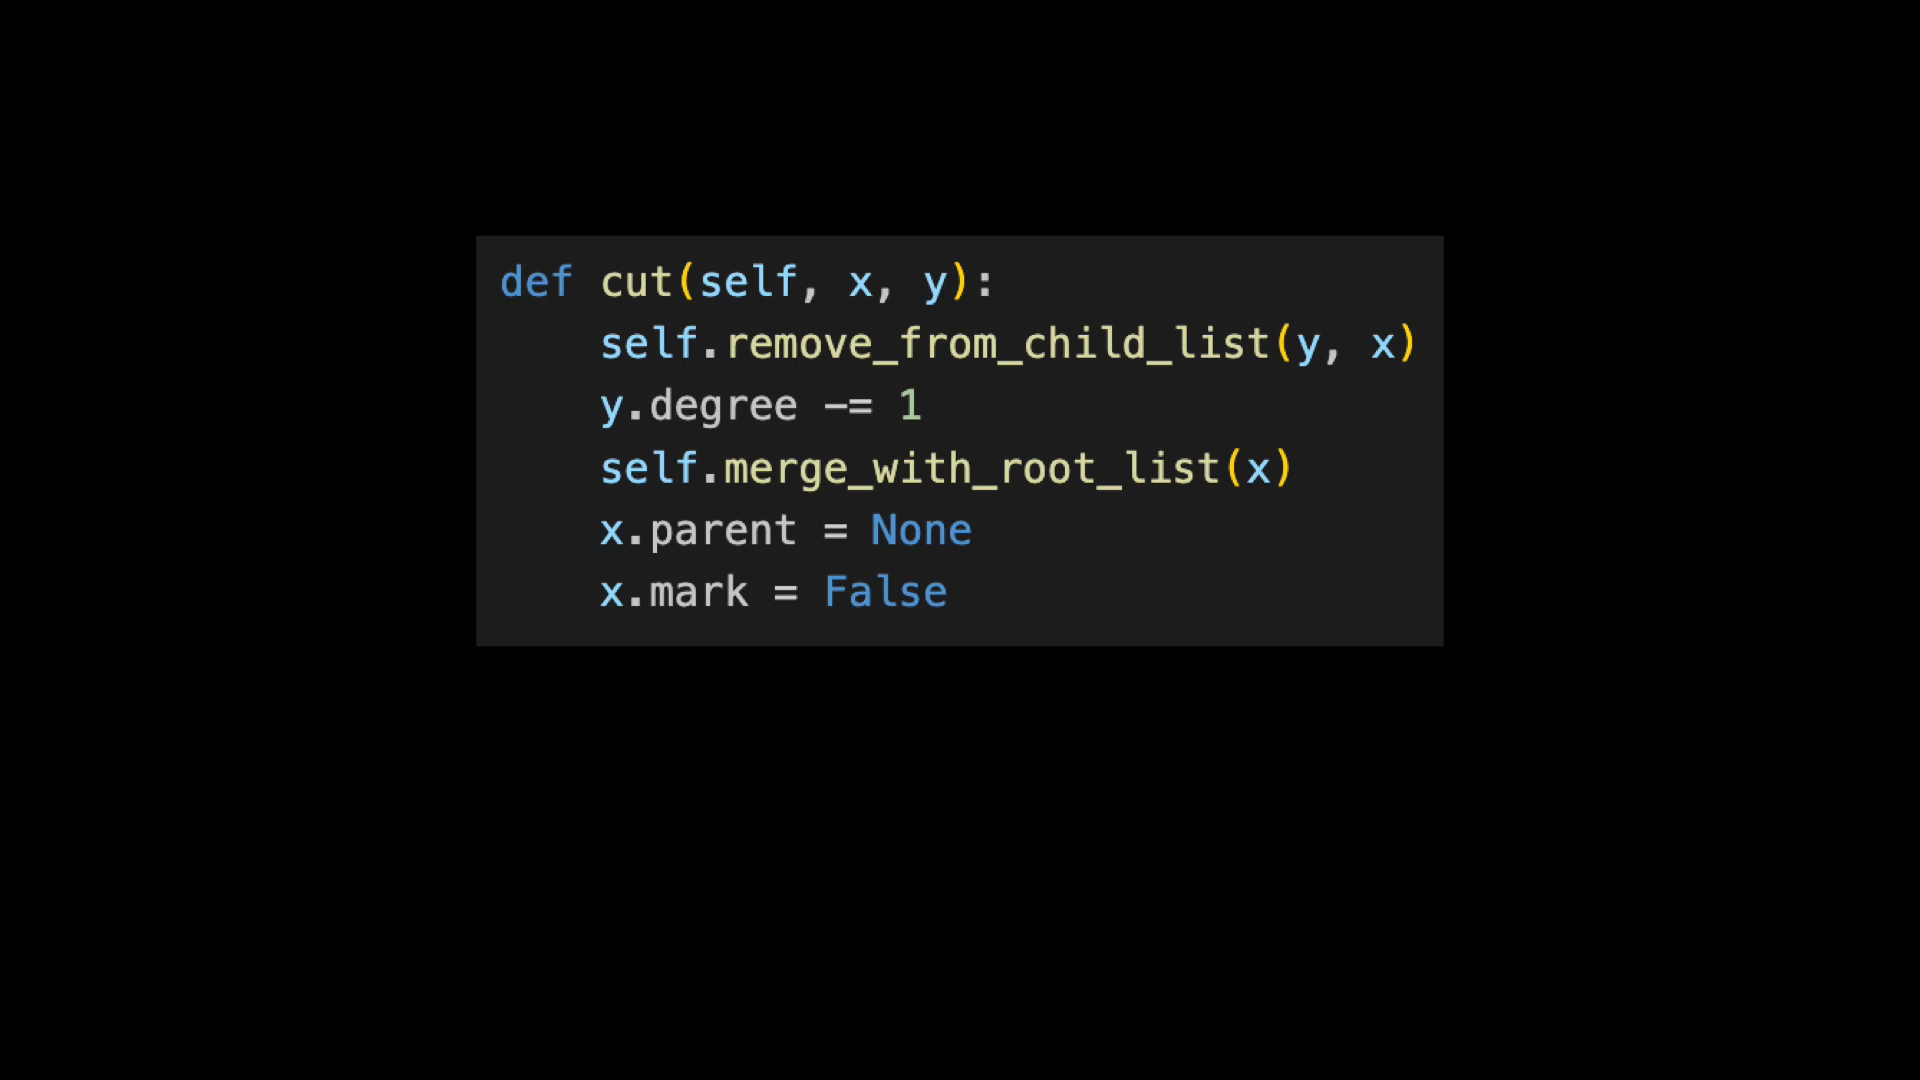 def cut(self, x, y):
    self.remove_from_child_list(y, x)
    y.degree -= 1
    self.merge_with_root_list(x)
    x.parent = None
    x.mark = False